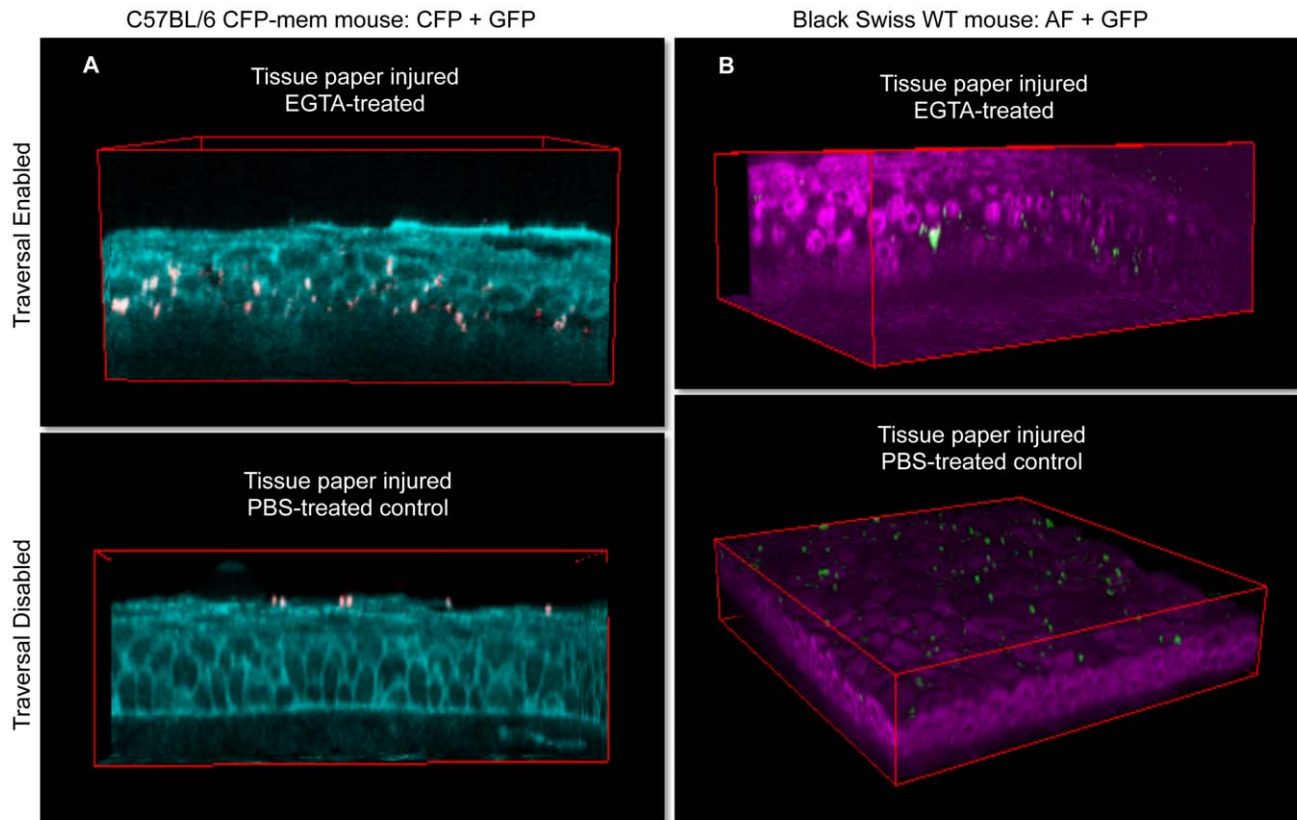 C57BL/6 CFP-mem mouse: CFP + GFP
Black Swiss WT mouse: AF + GFP
Traversal Enabled
A
Tissue paper injured
EGTA-treated
B
Tissue paper injured
EGTA-treated
Traversal Disabled
Tissue paper injured
PBS-treated control
Tissue paper injured
PBS-treated control